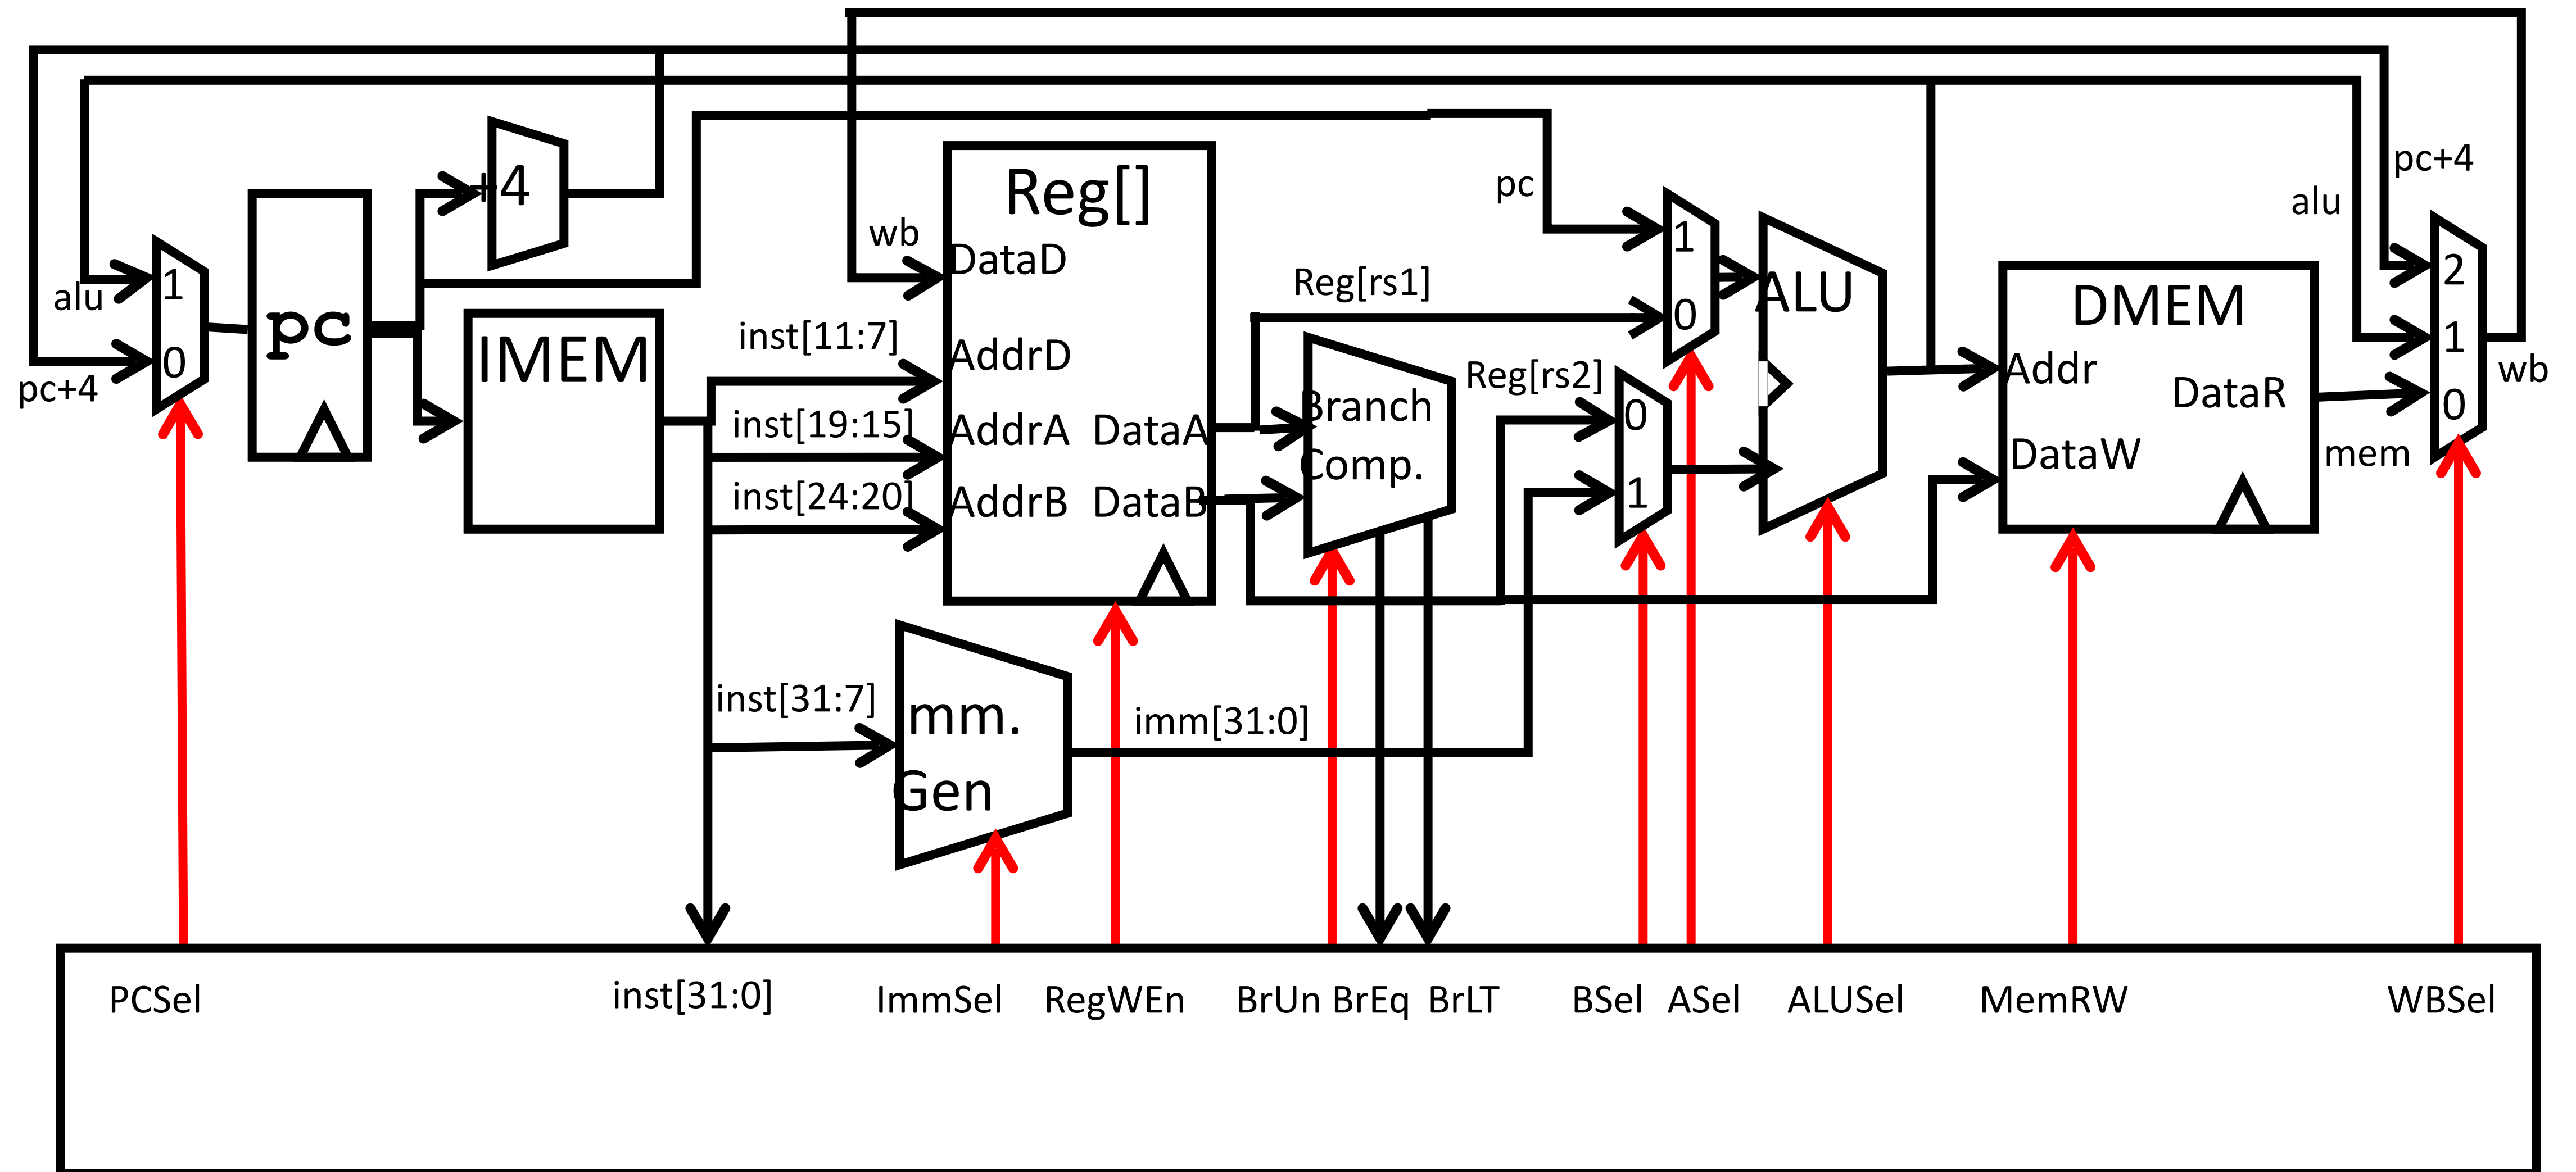 pc+4
alu
+4
Reg[]
pc
wb
DataD
1
alu
pc+4
0
pc
IMEM
inst[11:7]
AddrD
inst[19:15]
AddrA DataA
inst[24:20]
AddrB DataB
Reg[rs1]
Branch
Comp.
Reg[rs2]
1
0
0
1
ALU
DMEM
Addr
DataR
DataW
alu
2
1
0
wb
mem
inst[31:7]
mm.
Gen
imm[31:0]
PCSel
inst[31:0]
ImmSel
RegWEn
BrUn
BrEq
BrLT
BSel
ASel
ALUSel
MemRW
WBSel